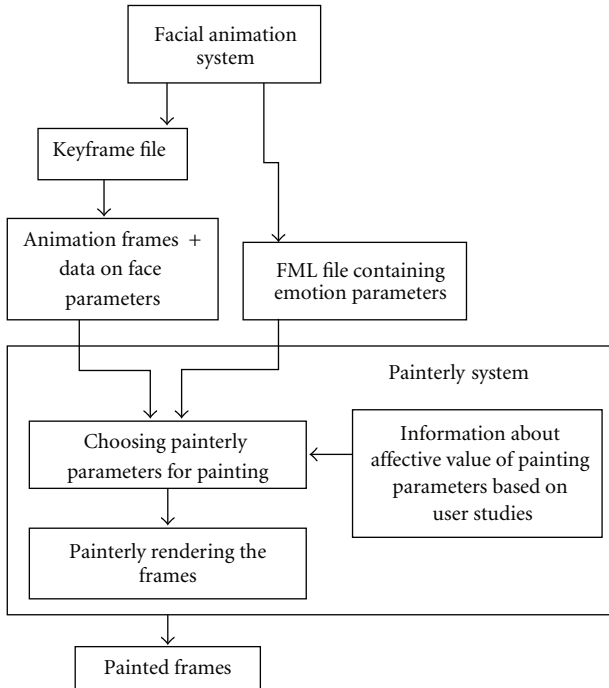 Facial animation
system
Keyframe file
Animation frames +
data on face
parameters
FML file containing
emotion parameters
Painterly system
Choosing painterly
parameters for painting
Information about
affective value of painting
parameters based on
user studies
Painterly rendering the
frames
Painted frames